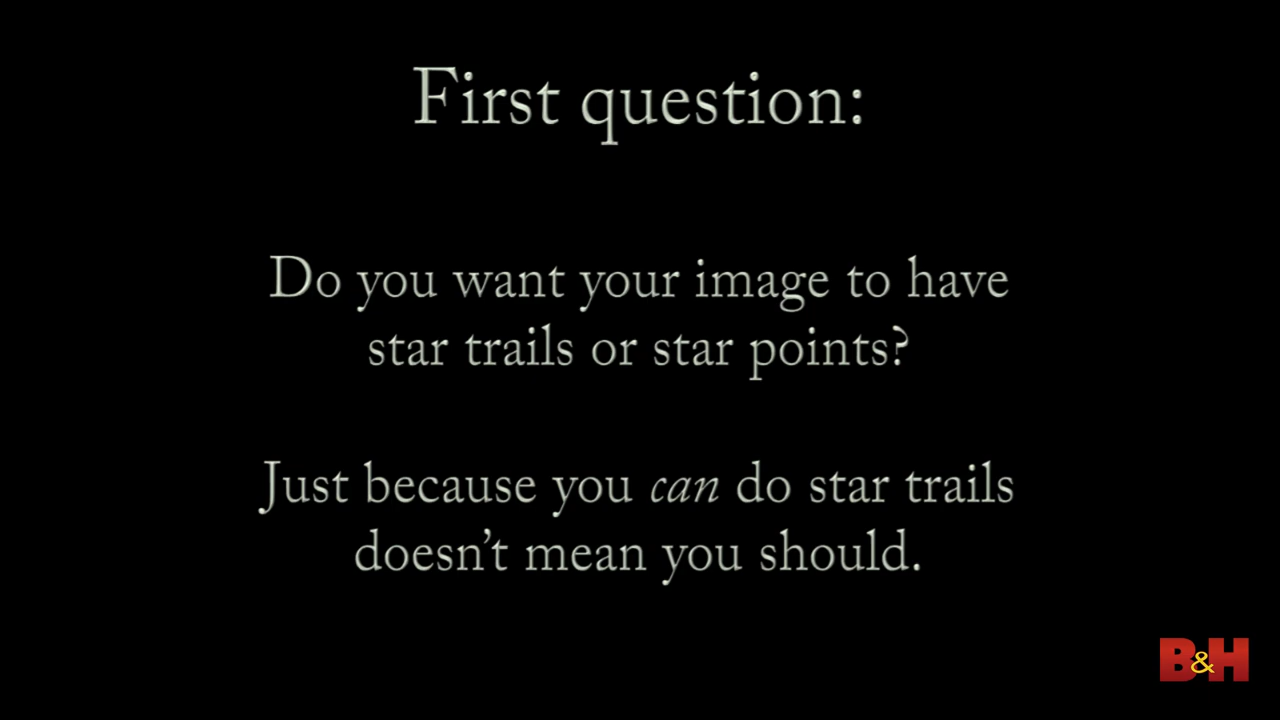 First question:
Do you want your image to have
star trails or star points?
Just because you can do star trails
doesn’t mean you should.
B&H